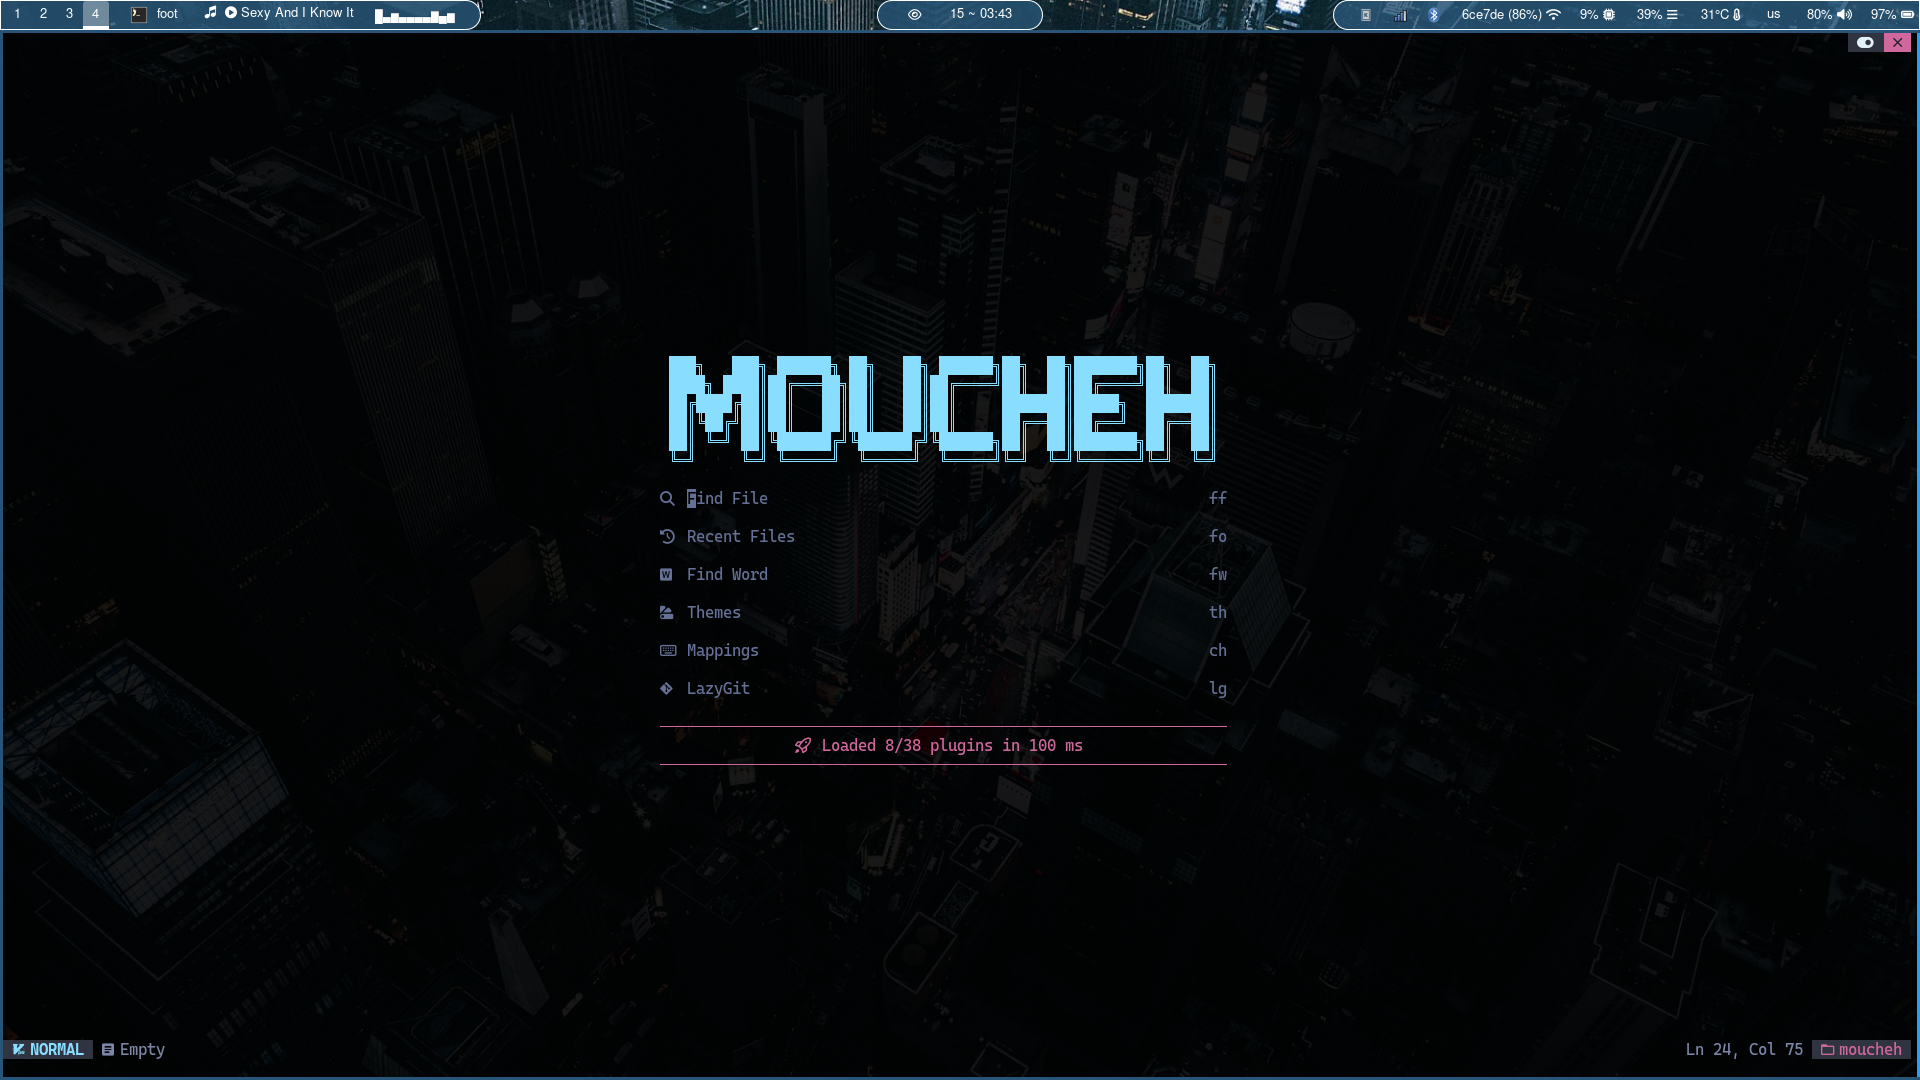 1 2 3 4 foot Sexy And I Know It 15 ~ 03:43 6ce7de (86%) 9% 39% 31°C us 80% 97%
MOUCHEH
Find File ff
Recent Files fo
Find Word fw
Themes th
Mappings ch
LazyGit lg
Loaded 8/38 plugins in 100 ms
NORMAL Empty Ln 24, Col 75 moucheh